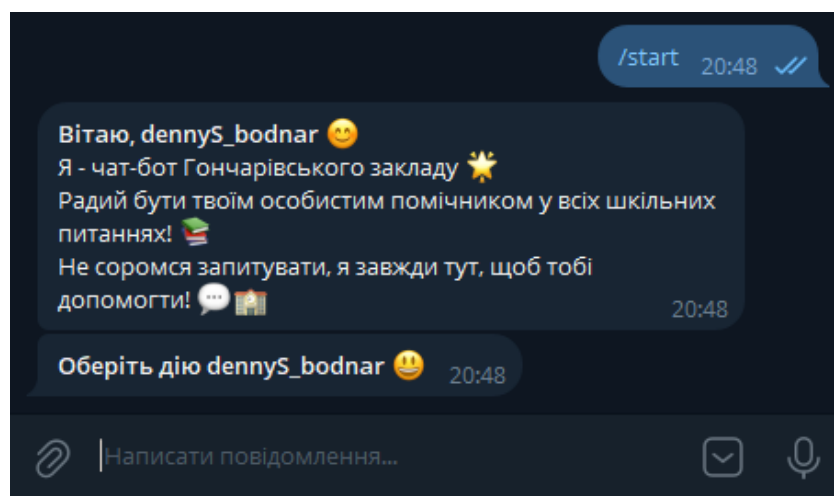 /start 20:48
Вітаю, dennyS_bodnar 😊
Я - чат-бот Гончарівського закладу 🌟
Радий бути твоїм особистим помічником у всіх шкільних
питаннях! 📚
Не соромся запитувати, я завжди тут, щоб тобі
допомогти! 💬🏫 20:48
Оберіть дію dennyS_bodnar 😃 20:48
Написати повідомлення...